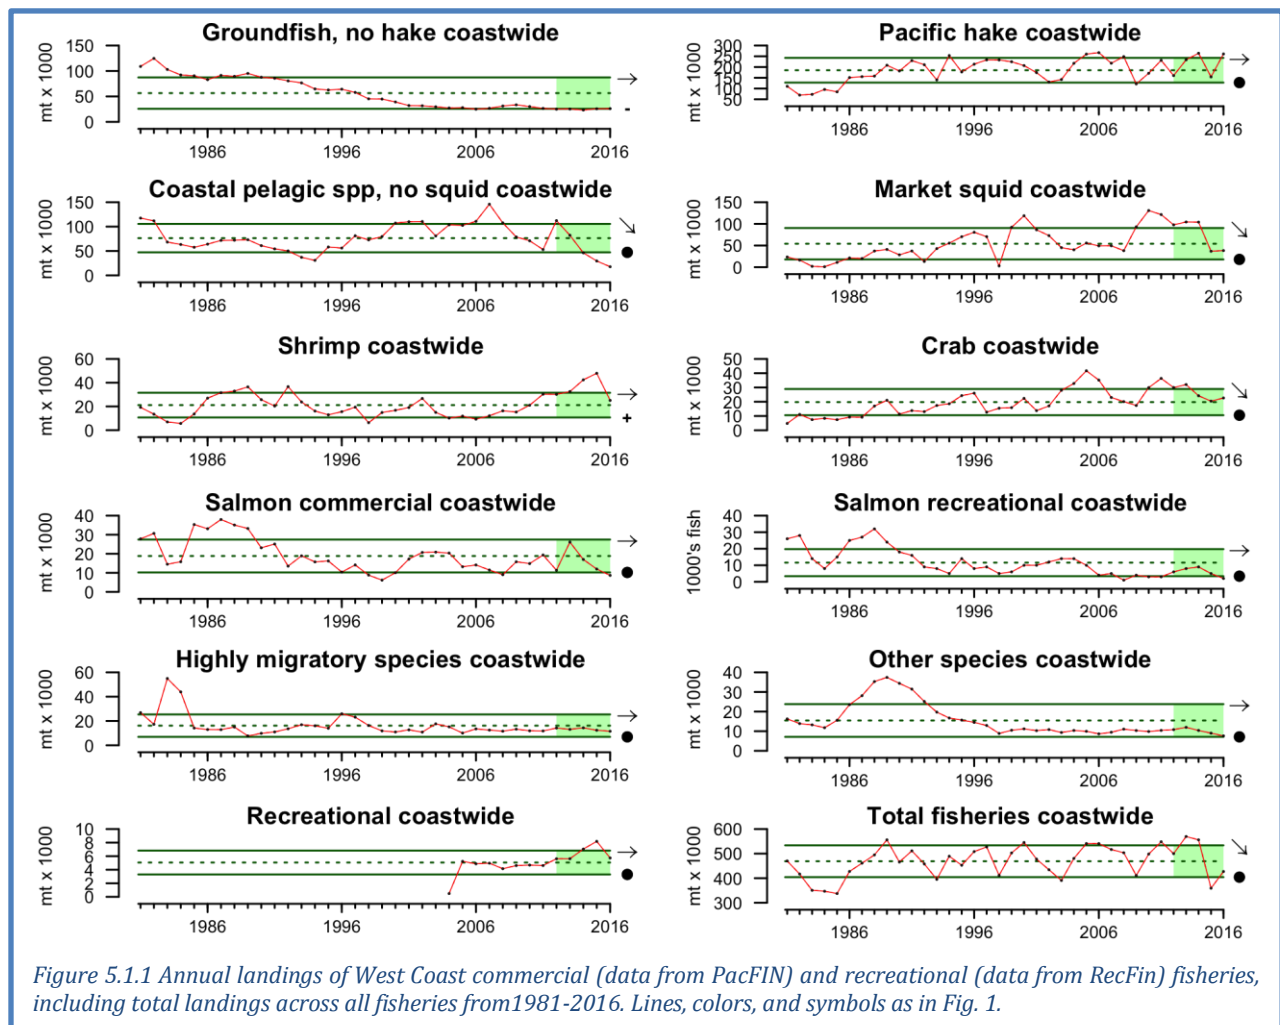 Groundfish, no hake coastwide
mt x 1000
150
100
50
0
1986 1996 2006 2016
-
Pacific hake coastwide
mt x 1000
300
250
200
150
100
50
1986 1996 2006 2016
Coastal pelagic spp, no squid coastwide
mt x 1000
150
100
50
0
1986 1996 2006 2016
Market squid coastwide
mt x 1000
150
100
50
0
1986 1996 2006 2016
Shrimp coastwide
mt x 1000
60
40
20
0
1986 1996 2006 2016
+
Crab coastwide
mt x 1000
50
40
30
20
10
0
1986 1996 2006 2016
Salmon commercial coastwide
mt x 1000
40
30
20
10
0
1986 1996 2006 2016
Salmon recreational coastwide
1000's fish
40
30
20
10
0
1986 1996 2006 2016
Highly migratory species coastwide
mt x 1000
60
40
20
0
1986 1996 2006 2016
Other species coastwide
mt x 1000
40
30
20
10
0
1986 1996 2006 2016
Recreational coastwide
mt x 1000
10
8
6
4
2
0
1986 1996 2006 2016
Total fisheries coastwide
mt x 1000
600
500
400
300
1986 1996 2006 2016
Figure 5.1.1 Annual landings of West Coast commercial (data from PacFIN) and recreational (data from RecFin) fisheries,
including total landings across all fisheries from1981-2016. Lines, colors, and symbols as in Fig. 1.